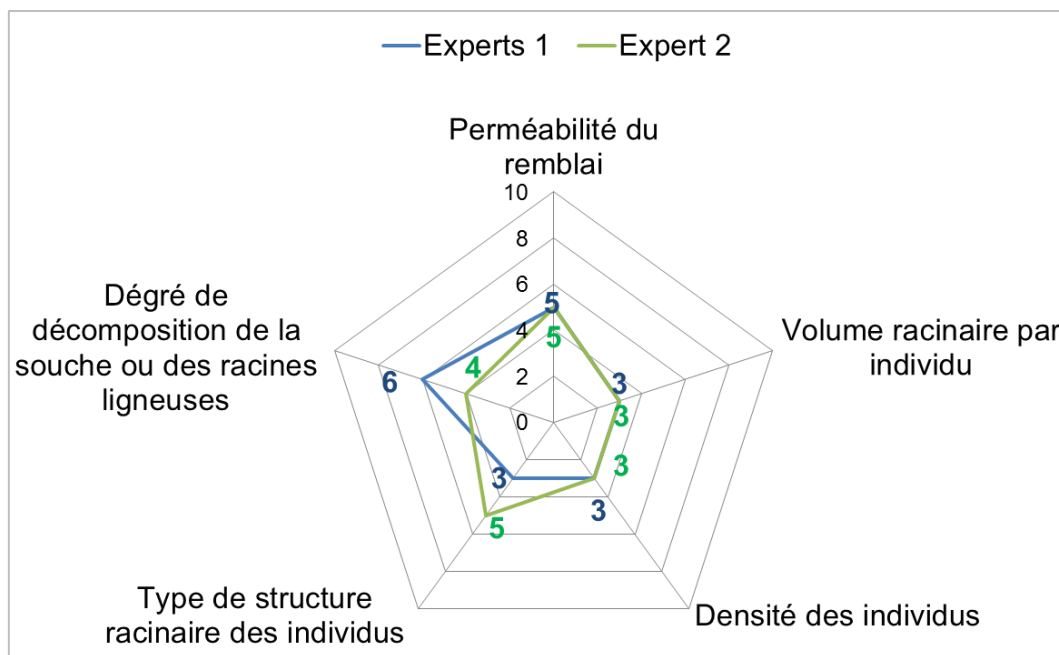 Experts 1 Expert 2
Perméabilité du
remblai
10
8
6
4
2
0
5
5
Volume racinaire par
individu
3
3
Densité des individus
3
3
Type de structure
racinaire des individus
3
5
Dégré de
décomposition de la
souche ou des racines
ligneuses
6
4